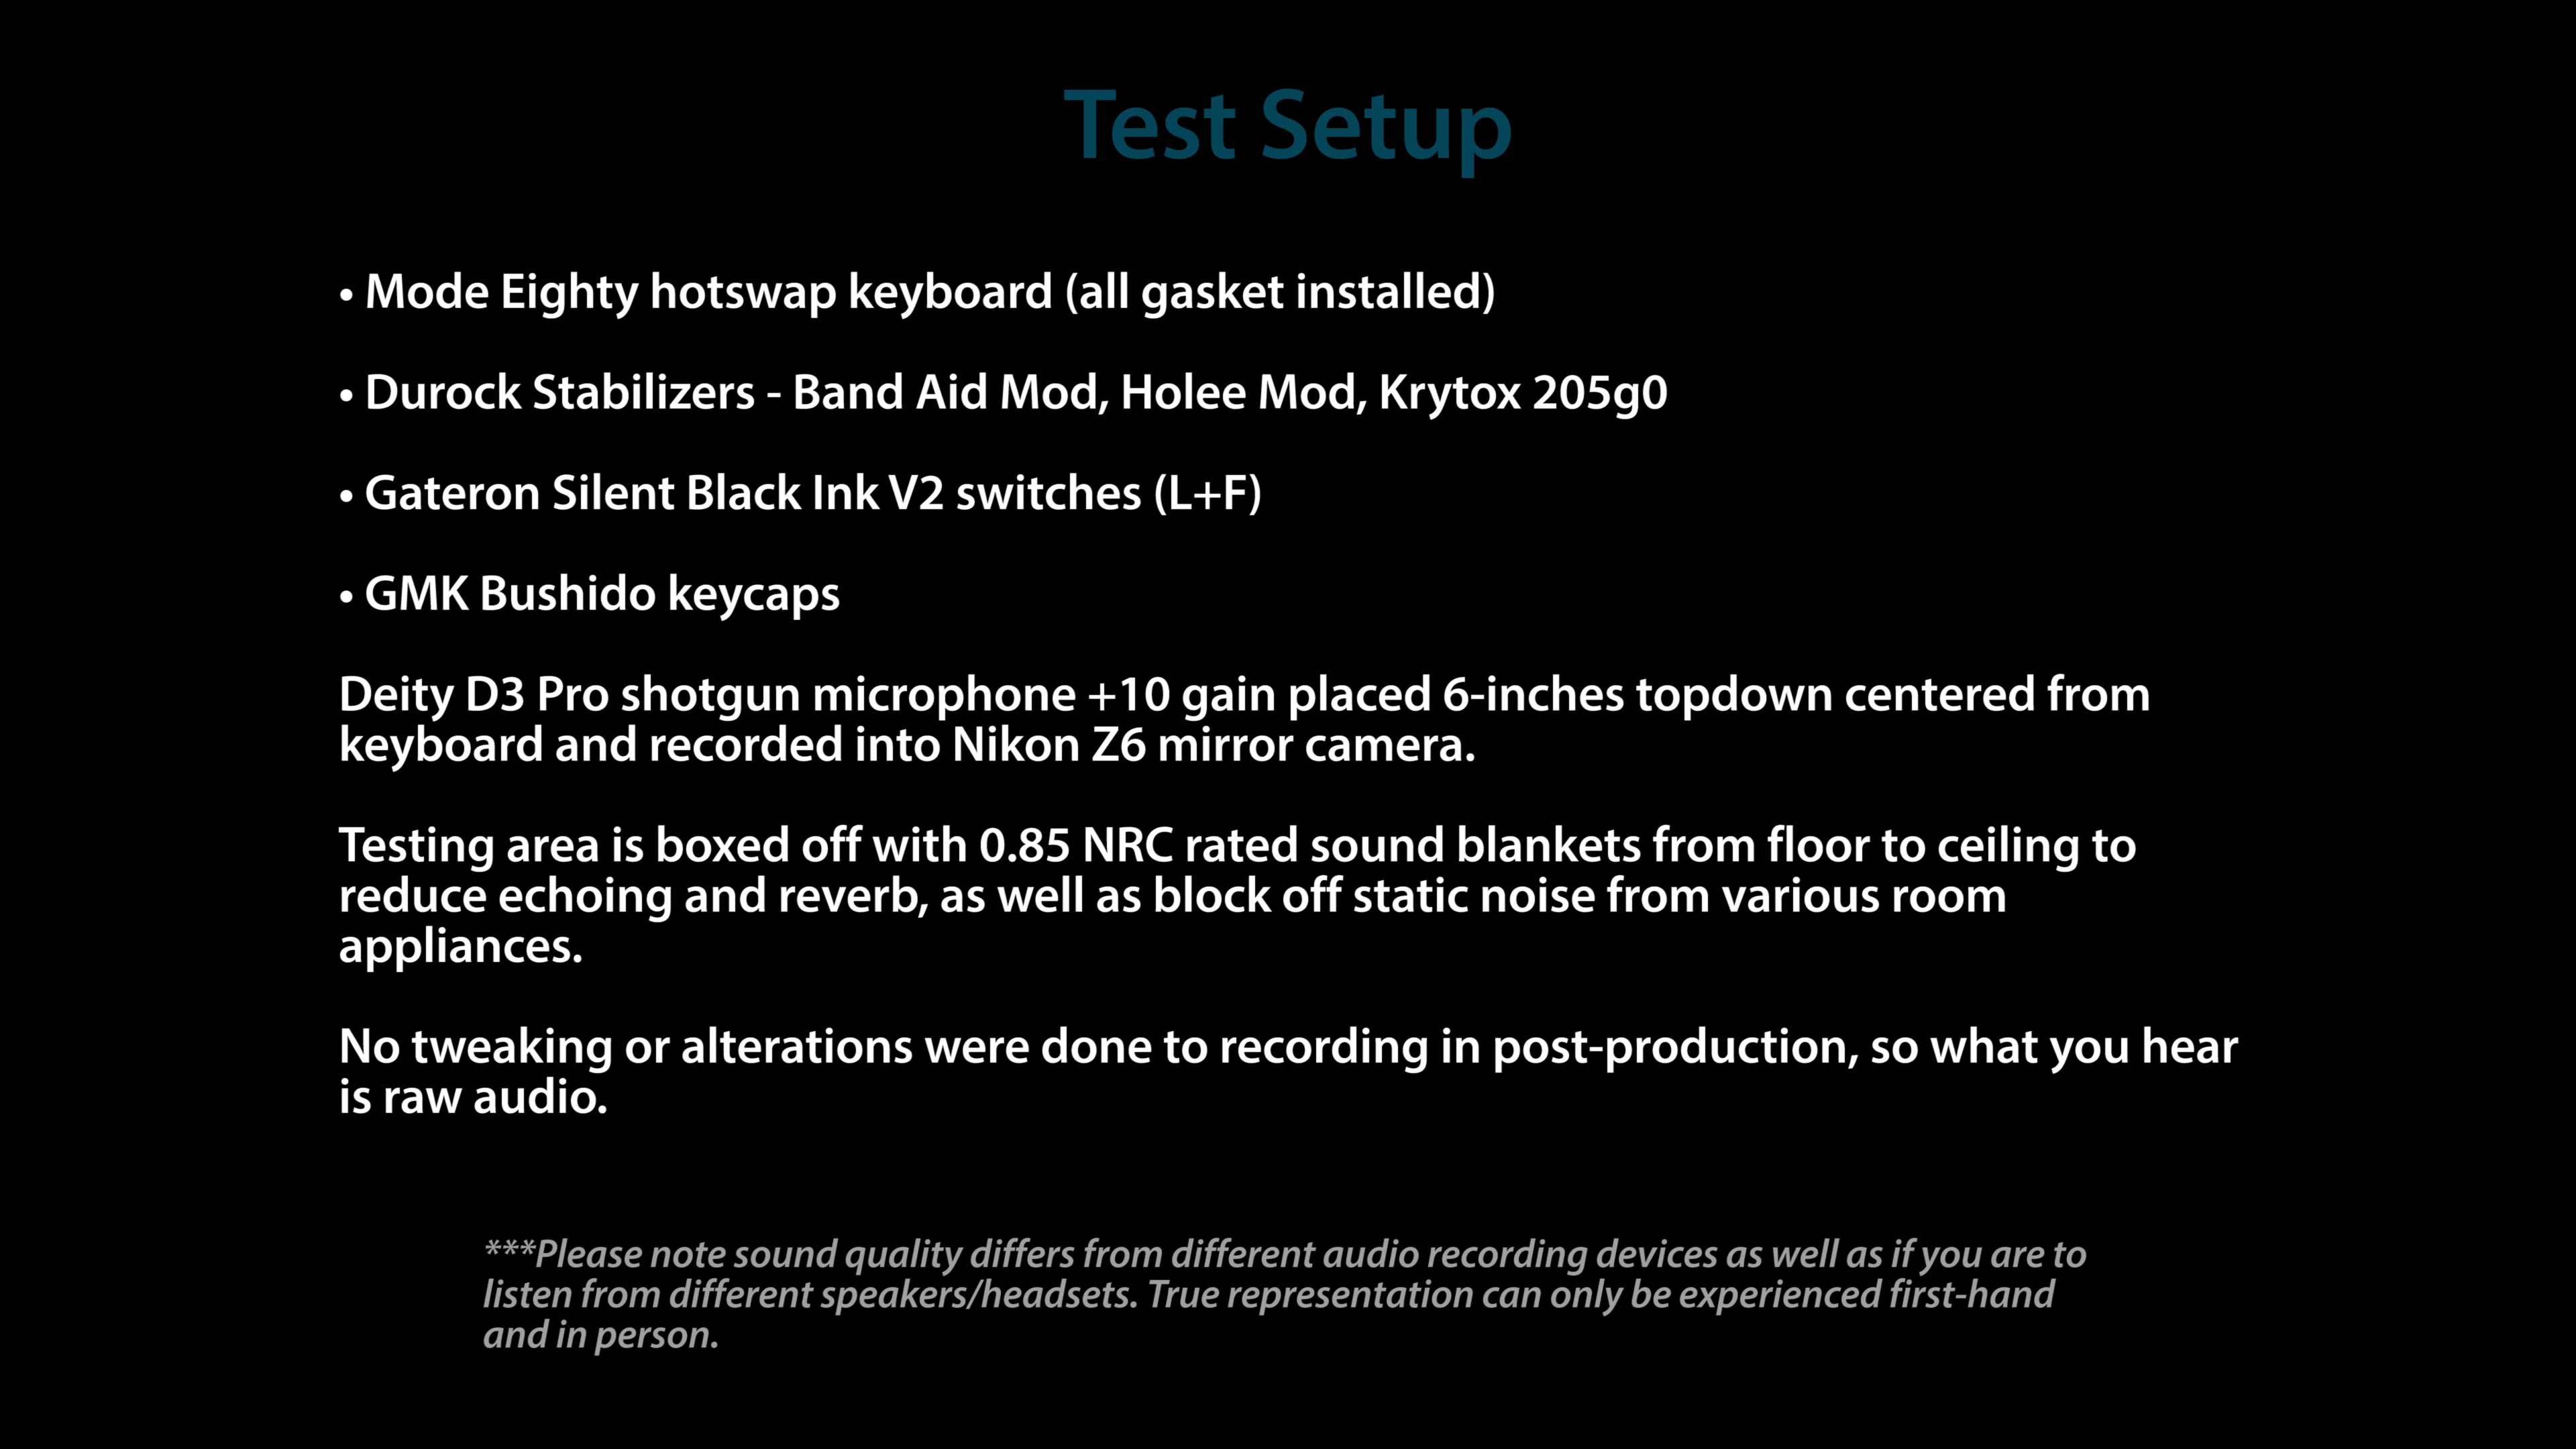 Test Setup
• Mode Eighty hotswap keyboard (all gasket installed)
• Durock Stabilizers - Band Aid Mod, Holee Mod, Krytox 205g0
• Gateron Silent Black Ink V2 switches (L+F)
• GMK Bushido keycaps
Deity D3 Pro shotgun microphone +10 gain placed 6-inches topdown centered from
keyboard and recorded into Nikon Z6 mirror camera.
Testing area is boxed off with 0.85 NRC rated sound blankets from floor to ceiling to
reduce echoing and reverb, as well as block off static noise from various room
appliances.
No tweaking or alterations were done to recording in post-production, so what you hear
is raw audio.
***Please note sound quality differs from different audio recording devices as well as if you are to
listen from different speakers/headsets. True representation can only be experienced first-hand
and in person.